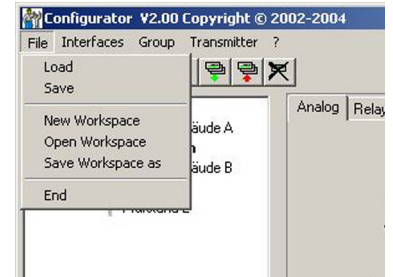 Configurator V2.00 Copyright © 2002-2004
File Interfaces Group Transmitter ?
Load
Save
New Workspace
Open Workspace
Save Workspace as
End
äude A
äude B
Analog Relay